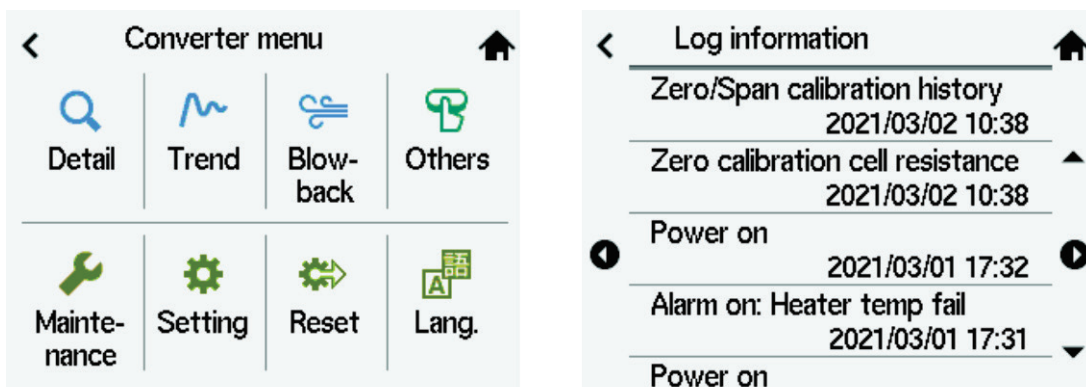 Converter menu
Detail
Trend
Blow-
back
Others
Mainte-
nance
Setting
Reset
A語
Lang.
Log information
Zero/Span calibration history
2021/03/02 10:38
Zero calibration cell resistance
2021/03/02 10:38
Power on
2021/03/01 17:32
Alarm on: Heater temp fail
2021/03/01 17:31
Power on